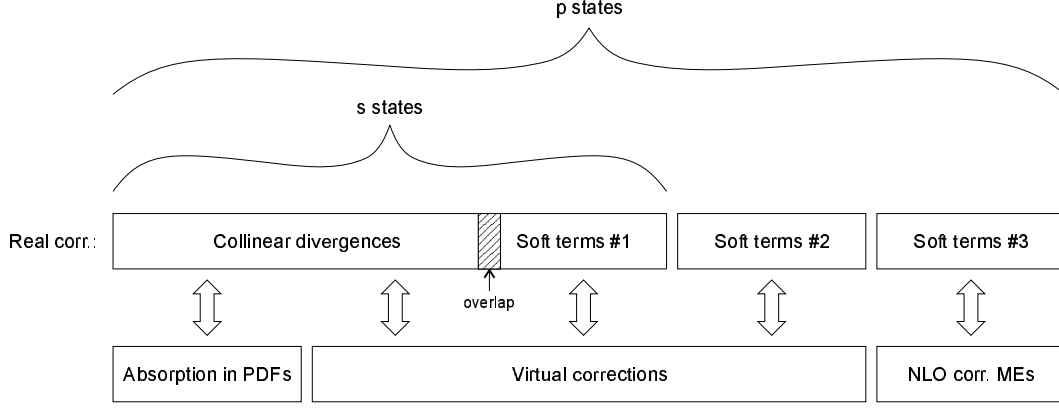 p states
s states
Real corr.: Collinear divergences Soft terms #1 Soft terms #2 Soft terms #3
overlap
Absorption in PDFs Virtual corrections NLO corr. MEs